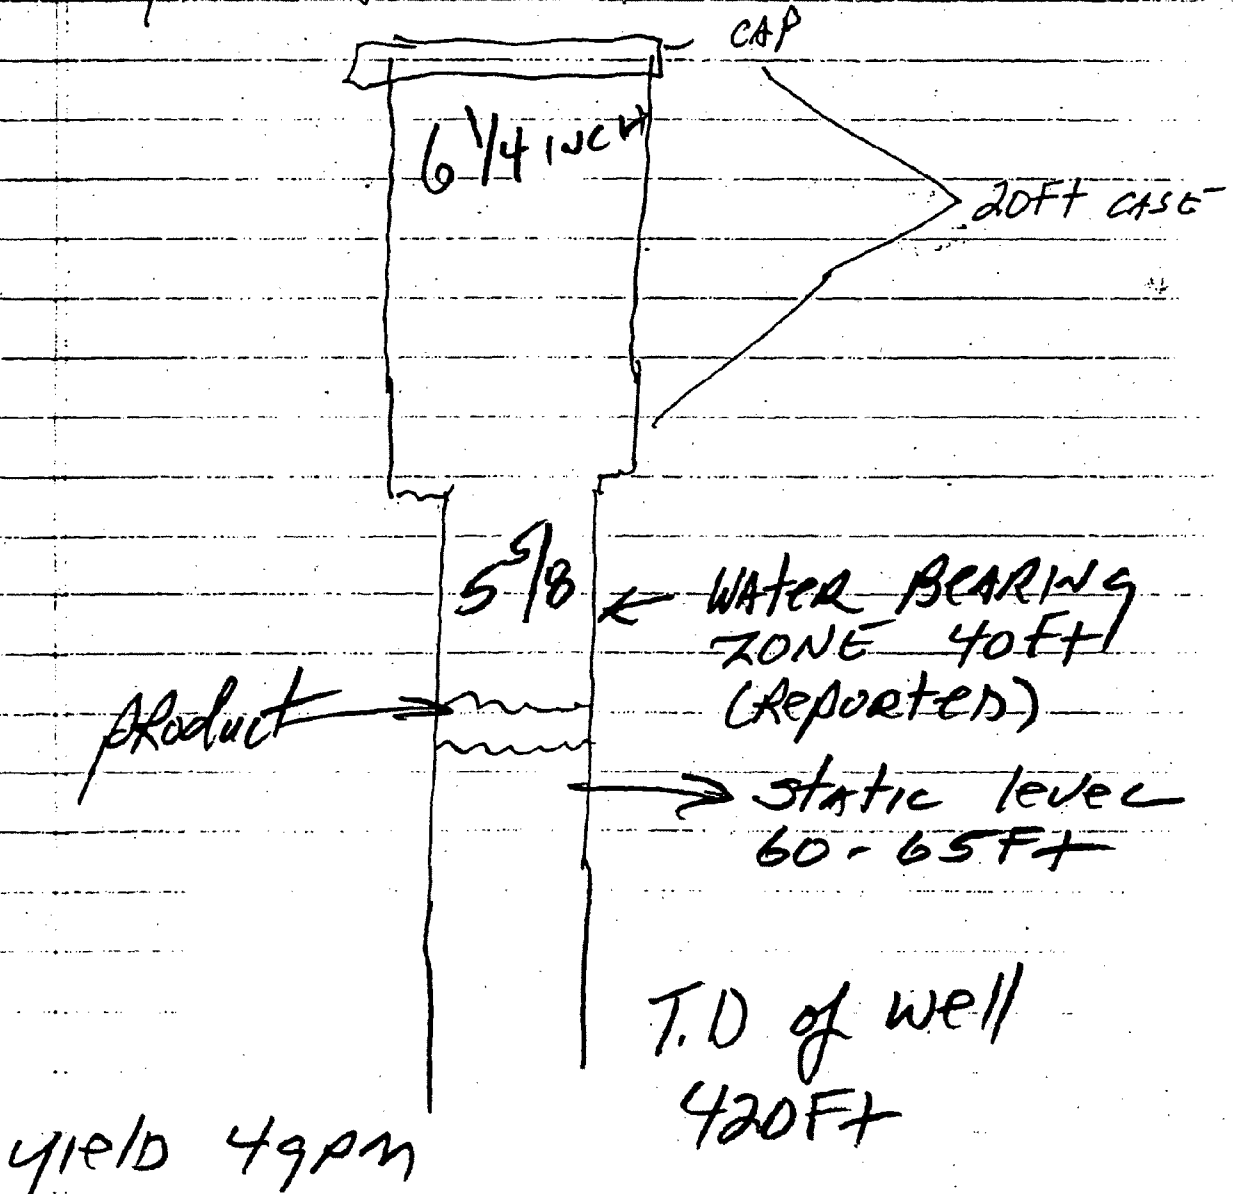 CAP
6 1/4 INCH
20Ft CASE
5 5/8
WAteR BeARING
ZONE 40Ft
(RepoRteD)
pRoduct
StAtIc leveL
60-65Ft
T.D of well
420Ft
yIelD 4gpm